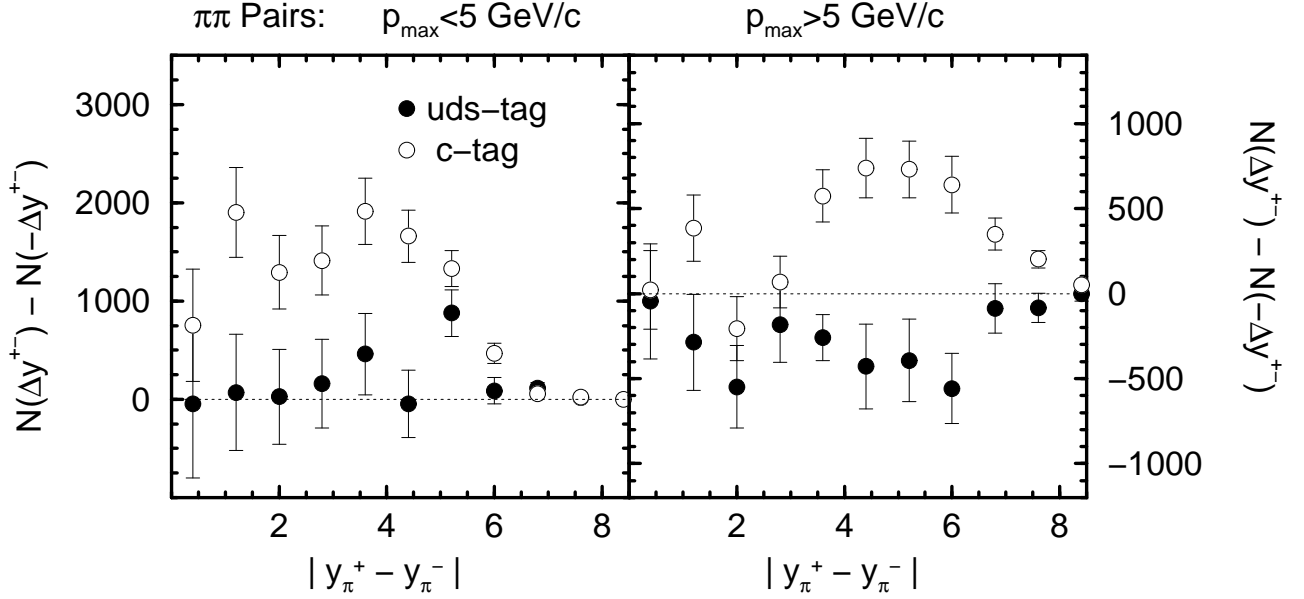 ππ Pairs: p_max<5 GeV/c p_max>5 GeV/c
3000
2000
1000
0
1000
500
0
−500
−1000
uds−tag
c−tag
N(Δy⁺⁻) − N(−Δy⁺⁻)
N(Δy⁺⁻) − N(−Δy⁺⁻)
2 4 6 8
2 4 6 8
| y_π⁺ − y_π⁻ |
| y_π⁺ − y_π⁻ |